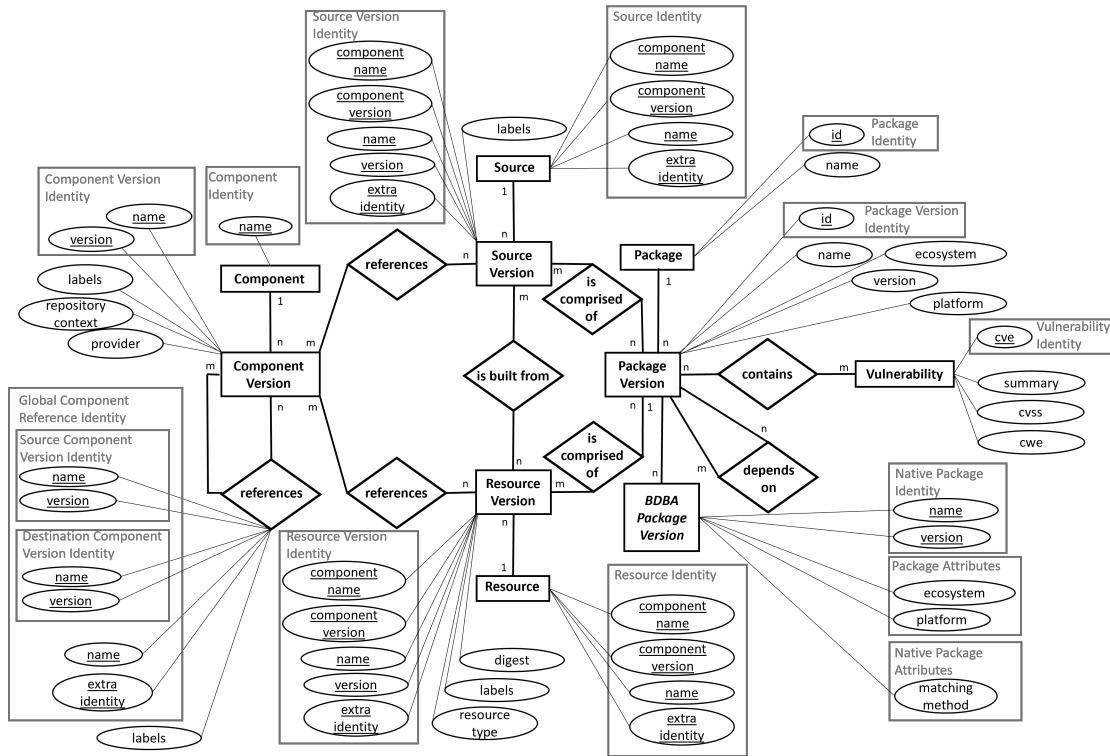 Source Version
Identity
component
name
component
version
name
version
extra
identity
labels
Source Identity
component
name
component
version
name
extra
identity
Source
1
n
Package
Identity
id
name
Component Version
Identity
name
version
labels
repository
context
provider
Component
Identity
name
Component
1
n
references
n
m
Source
Version
m
m
is
comprised
of
n
Package
1
n
Package Version
Identity
id
name
ecosystem
version
platform
Component
Version
m
n
m
is built from
n
Package
Version
n
contains
m
Vulnerability
Vulnerability
Identity
cve
summary
cvss
cwe
n
1
n
m
n
depends
on
is
comprised
of
m
references
references
n
Resource
Version
n
1
Resource
BDBA
Package
Version
Global Component
Reference Identity
Source Component
Version Identity
name
version
Destination Component
Version Identity
name
version
name
extra
identity
labels
Resource Version
Identity
component
name
component
version
name
version
extra
identity
digest
labels
resource
type
Resource Identity
component
name
component
version
name
extra
identity
Native Package
Identity
name
version
Package Attributes
ecosystem
platform
Native Package
Attributes
matching
method